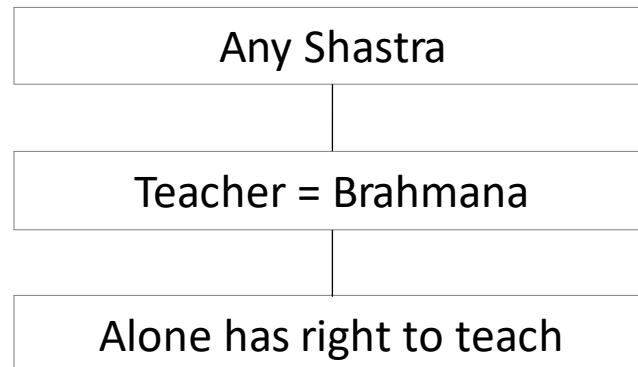 Any Shastra
Teacher = Brahmana
Alone has right to teach